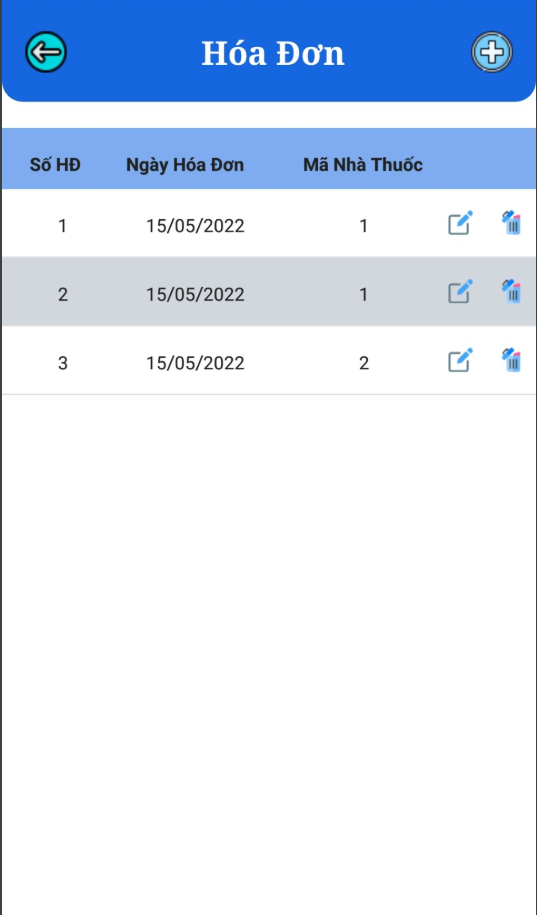 Hóa Đơn
Số HĐ Ngày Hóa Đơn Mã Nhà Thuốc
1 15/05/2022 1
2 15/05/2022 1
3 15/05/2022 2